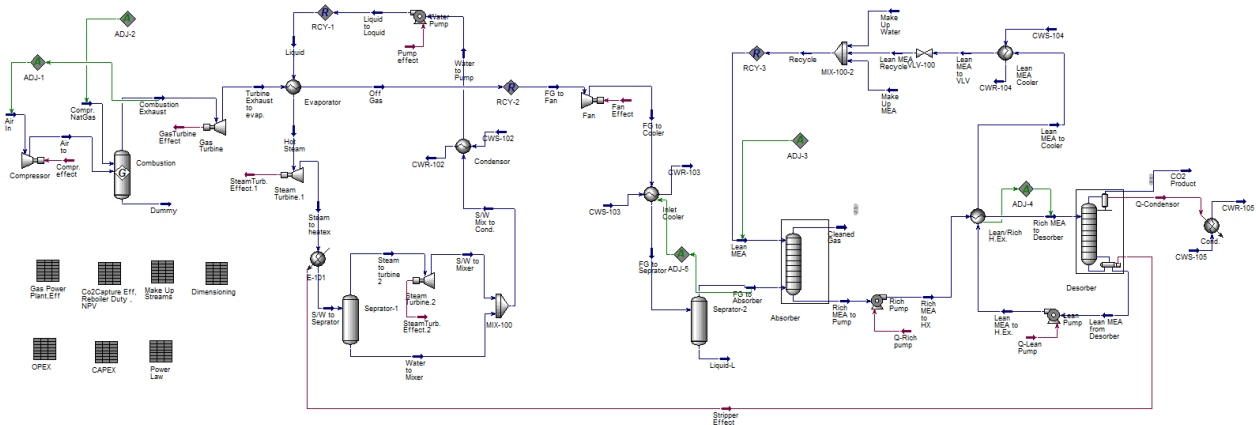 ADJ-2
ADJ-1
Air
In
Compr.
NatGas
Combustion
Exhaust
Air
to
Compressor
Compr.
effect
G
Combustion
Dummy
GasTurbine
Effect
Gas
Turbine
Turbine
Exhaust to
evap.
R
RCY-1
Liquid
Liquid
to
Loquid
Water
Pump
Pump
effect
Water
to
Pump
Evaporator
Off
Gas
R
RCY-2
FG to
Fan
Fan
Fan
Effect
Hot
Steam
SteamTurb.
Effect.1
Steam
Turbine.1
CWS-102
CWR-102
Condensor
Steam
to
heatex
S/W
Mix to
Cond.
E-101
S/W to
Seprator
Steam
to
turbine
2
Seprator-1
Steam
Turbine.2
SteamTurb.
Effect.2
S/W to
Mixer
MIX-100
Water
to
Mixer
FG to
Cooler
CWR-103
CWS-103
Inlet
Cooler
FG to
Seprator
ADJ-5
FG to
Absorber
Seprator-2
Liquid-L
R
RCY-3
Recycle
MIX-100-2
Make
Up
Water
Make
Up
MEA
Lean MEA
Recycle
VLV-100
Lean
MEA
to VLV
CWS-104
CWR-104
Lean
MEA
Cooler
ADJ-3
Lean
MEA
Cleaned
Gas
Absorber
Rich
MEA to
Pump
Rich
Pump
Q-Rich
pump
Rich
MEA
to
HX
Lean
MEA to
Cooler
ADJ-4
Lean/Rich
H.Ex.
Rich
MEA to
Desorber
CO2
Product
Q-Condensor
CWR-105
CWS-105
Cond.
Desorber
Lean
MEA to
H.Ex.
Lean
Pump
Q-Lean
Pump
Lean MEA
from
Desorber
Stripper
Effect
Gas Power
Plant,Eff
Co2Capture Eff,
Reboiler Duty ,
NPV
Make Up
Streams
Dimensioning
OPEX
CAPEX
Power
Law